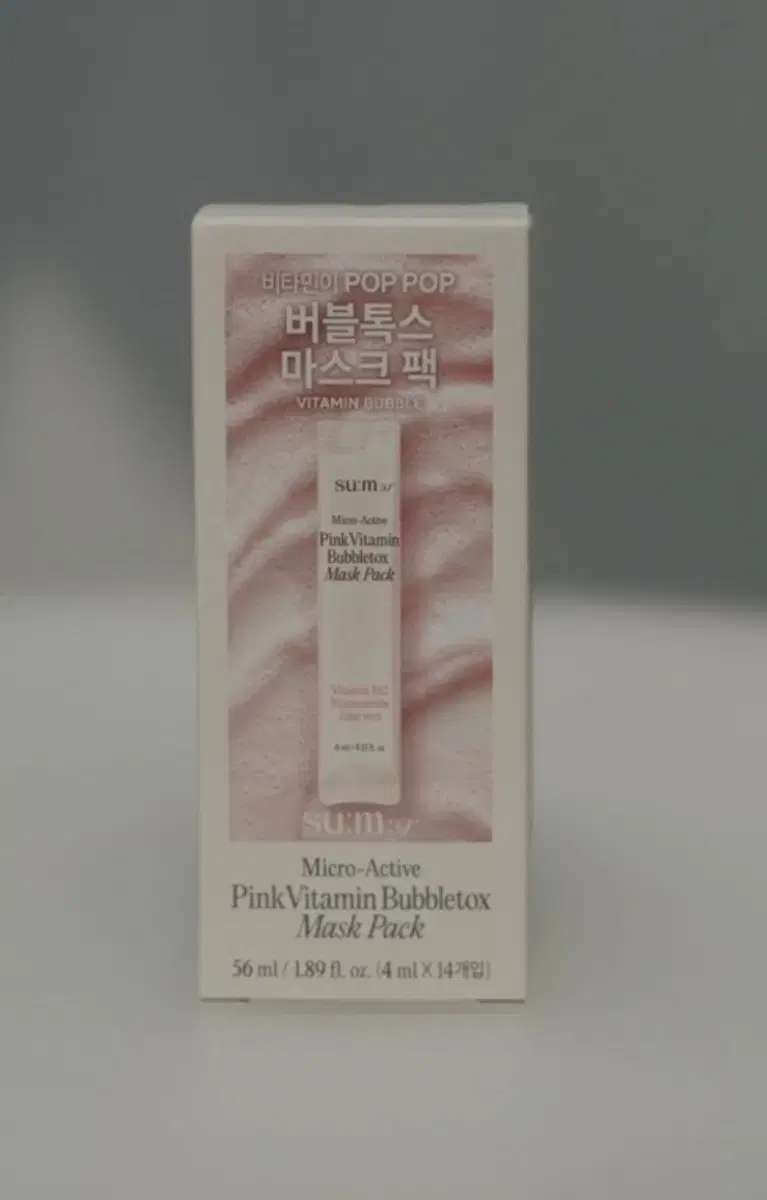 비타민이 POP POP
버블톡스
마스크 팩
VITAMIN BUBBLE
su:m37°
Micro-Active
Pink Vitamin
Bubbletox
Mask Pack
su:m37°
Micro-Active
Pink Vitamin Bubbletox
Mask Pack
56 ml / 1.89 fl. oz. (4 ml X 14개입)